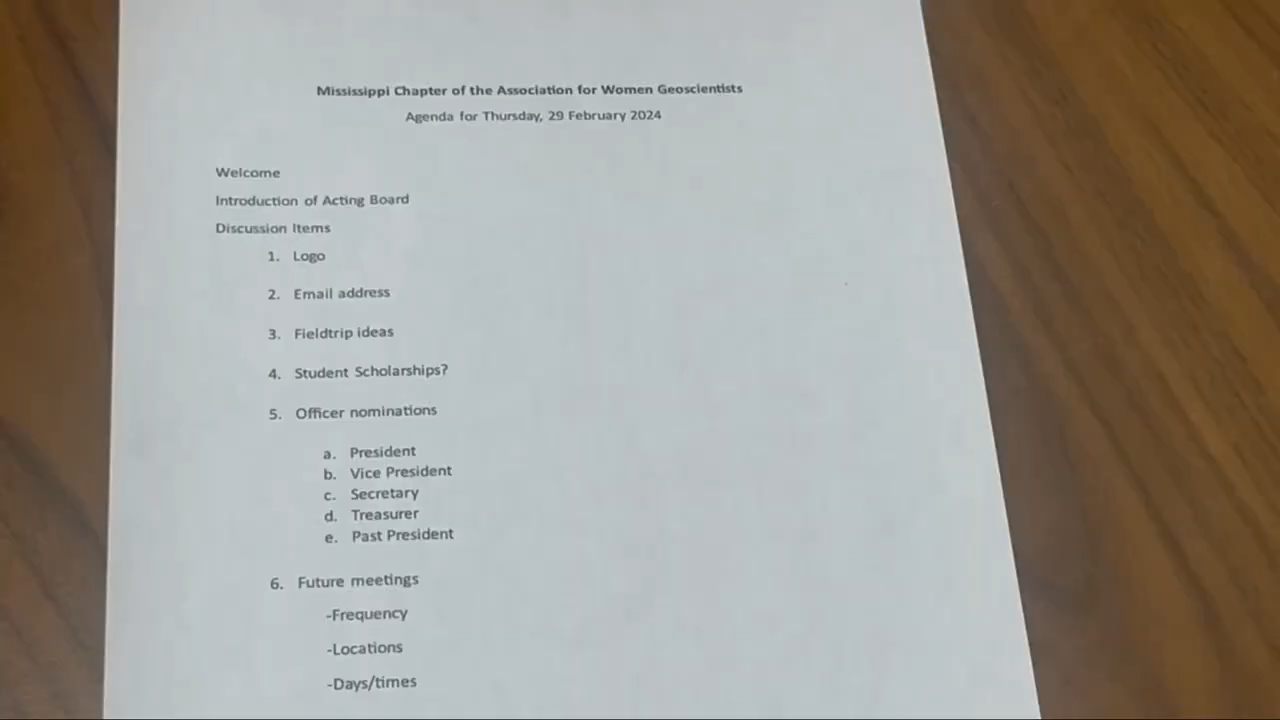 Mississippi Chapter of the Association for Women Geoscientists
Agenda for Thursday, 29 February 2024
Welcome
Introduction of Acting Board
Discussion Items
1. Logo
2. Email address
3. Fieldtrip ideas
4. Student Scholarships?
5. Officer nominations
a. President
b. Vice President
c. Secretary
d. Treasurer
e. Past President
6. Future meetings
-Frequency
-Locations
-Days/times